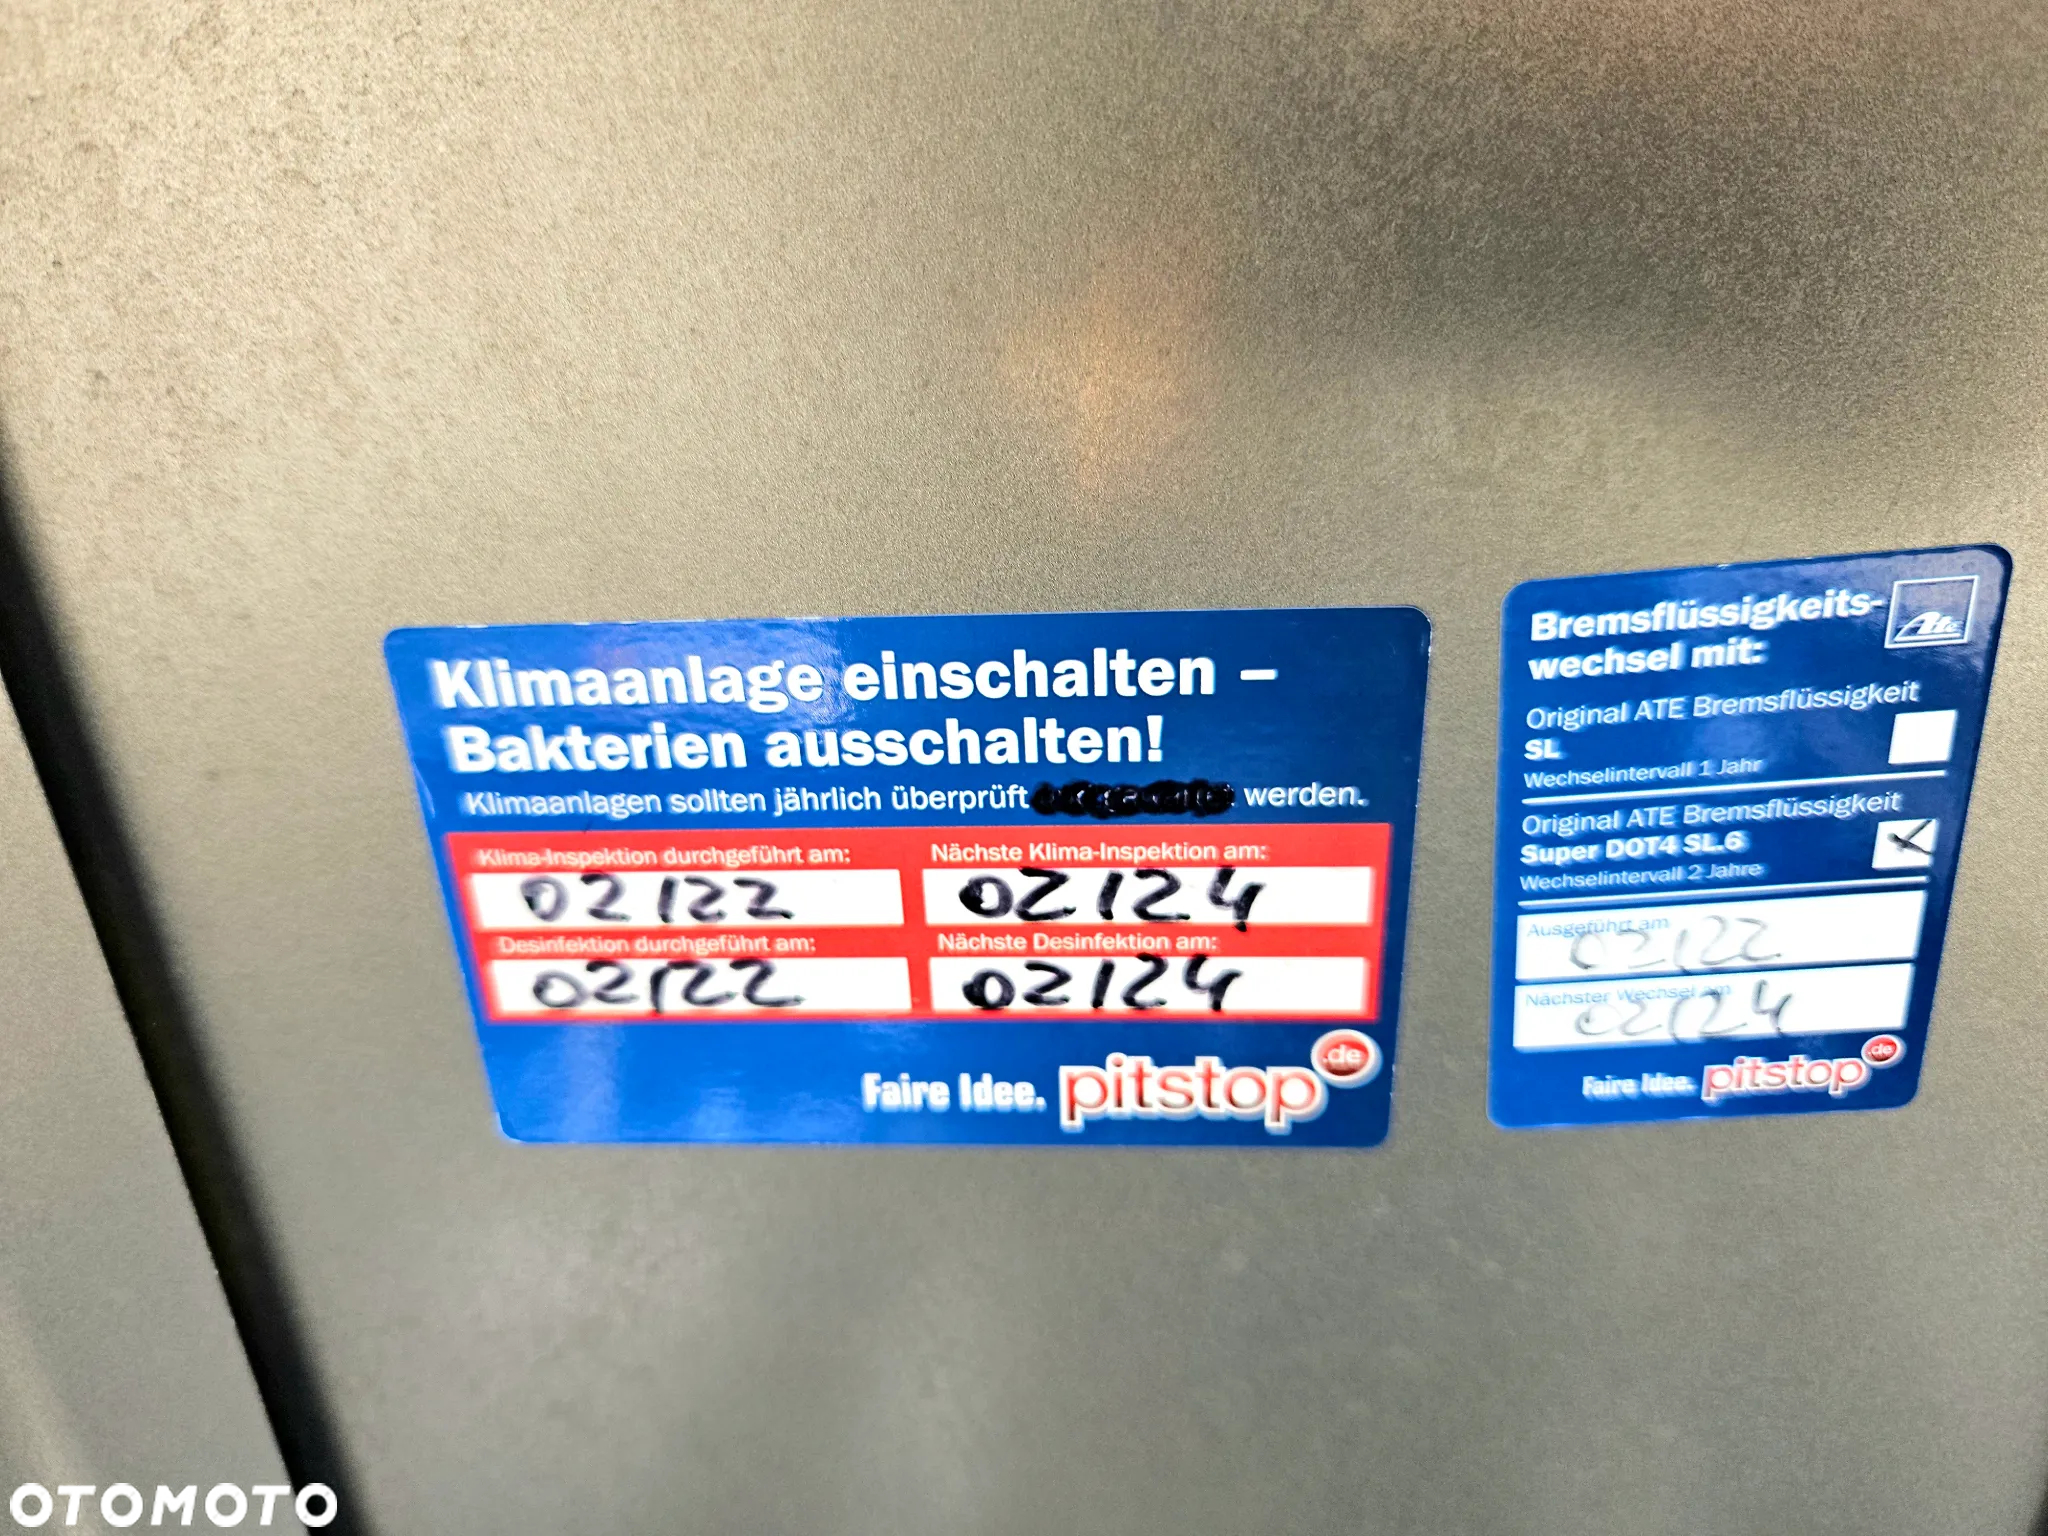 Klimaanlage einschalten –
Bakterien ausschalten!
Klimaanlagen sollten jährlich überprüft werden.
Klima-Inspektion durchgeführt am:
02/22
Nächste Klima-Inspektion am:
02/24
Desinfektion durchgeführt am:
02/22
Nächste Desinfektion am:
02/24
Faire Idee. pitstop.de
Bremsflüssigkeits-
wechsel mit:
Ate
Original ATE Bremsflüssigkeit
SL
Wechselintervall 1 Jahr
Original ATE Bremsflüssigkeit
Super DOT4 SL.6
Wechselintervall 2 Jahre
Ausgeführt am
02/22
Nächster Wechsel am
02/24
Faire Idee. pitstop.de
OTOMOTO